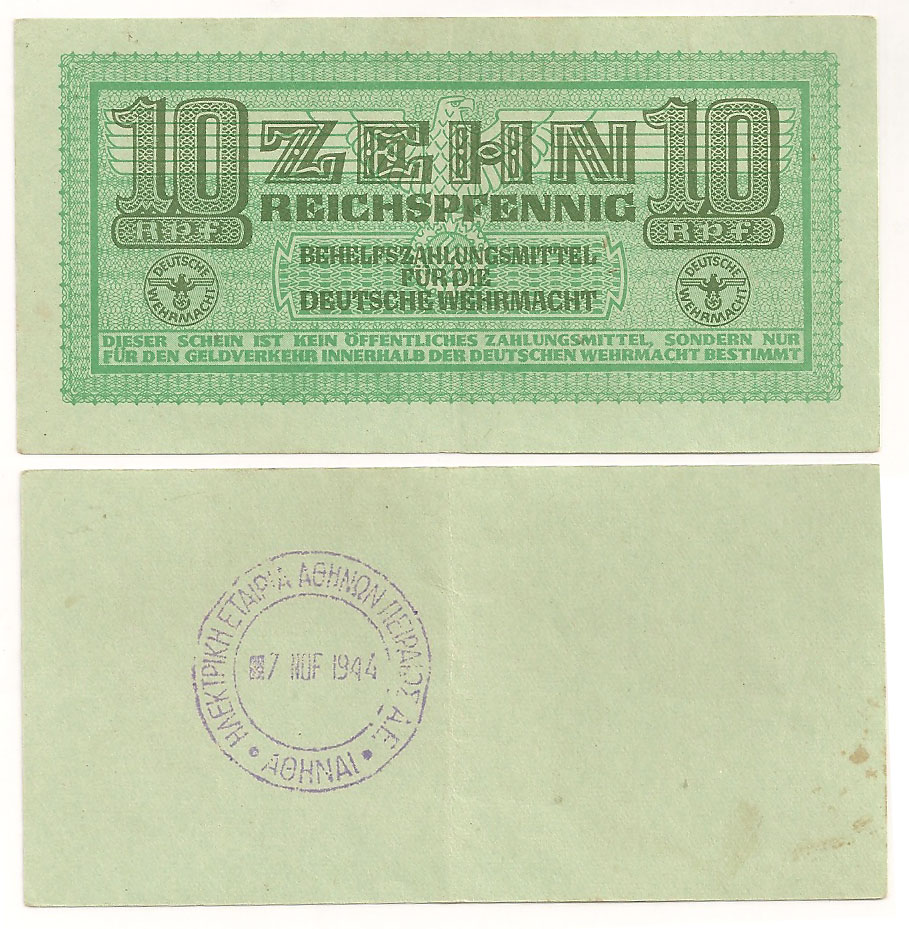 10 ZEHN 10
REICHSPFENNIG
RPf. RPf.
BEHELFSZAHLUNGSMITTEL
FÜR DIE
DEUTSCHE WEHRMACHT
DEUTSCHE WEHRMACHT
DEUTSCHE WEHRMACHT
DIESER SCHEIN IST KEIN ÖFFENTLICHES ZAHLUNGSMITTEL, SONDERN NUR
FÜR DEN GELDVERKEHR INNERHALB DER DEUTSCHEN WEHRMACHT BESTIMMT
ΗΛΕΚΤΡΙΚΗ ΕΤΑΙΡΙΑ ΑΘΗΝΩΝ ΠΕΙΡΑΙΩΣ Α.Ε.
7 ΝΟΕ 1944
• ΑΘΗΝΑΙ •